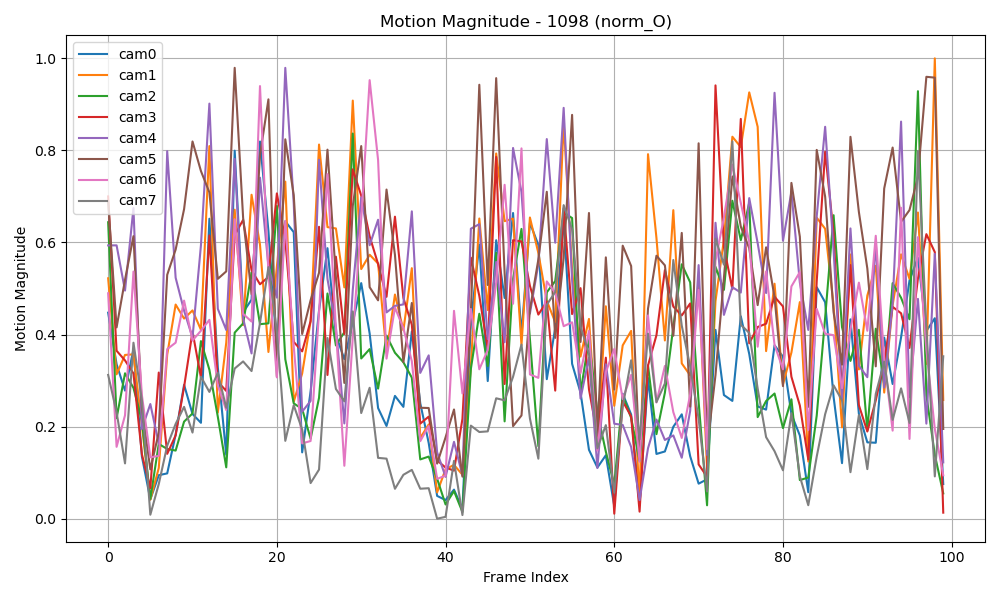 Motion Magnitude - 1098 (norm_O)
cam0
cam1
cam2
cam3
cam4
cam5
cam6
cam7
Motion Magnitude
1.0
0.8
0.6
0.4
0.2
0.0
0 20 40 60 80 100
Frame Index